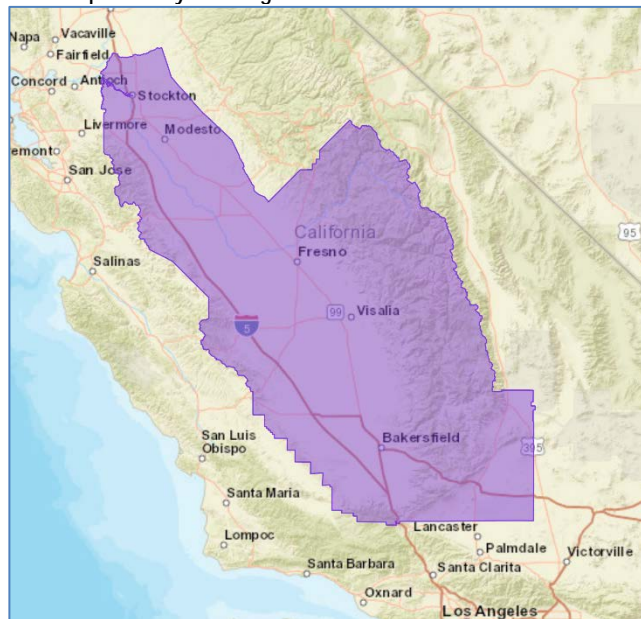 Vacaville
Napa
Fairfield
Concord
Antioch
Stockton
Livermore
Modesto
emont
San Jose
95
California
Salinas
Fresno
99
Visalia
5
San Luis
Obispo
Bakersfield
395
Santa Maria
Lompoc
Lancaster
Palmdale
Victorville
Santa Barbara
Santa Clarita
Oxnard
Los Angeles